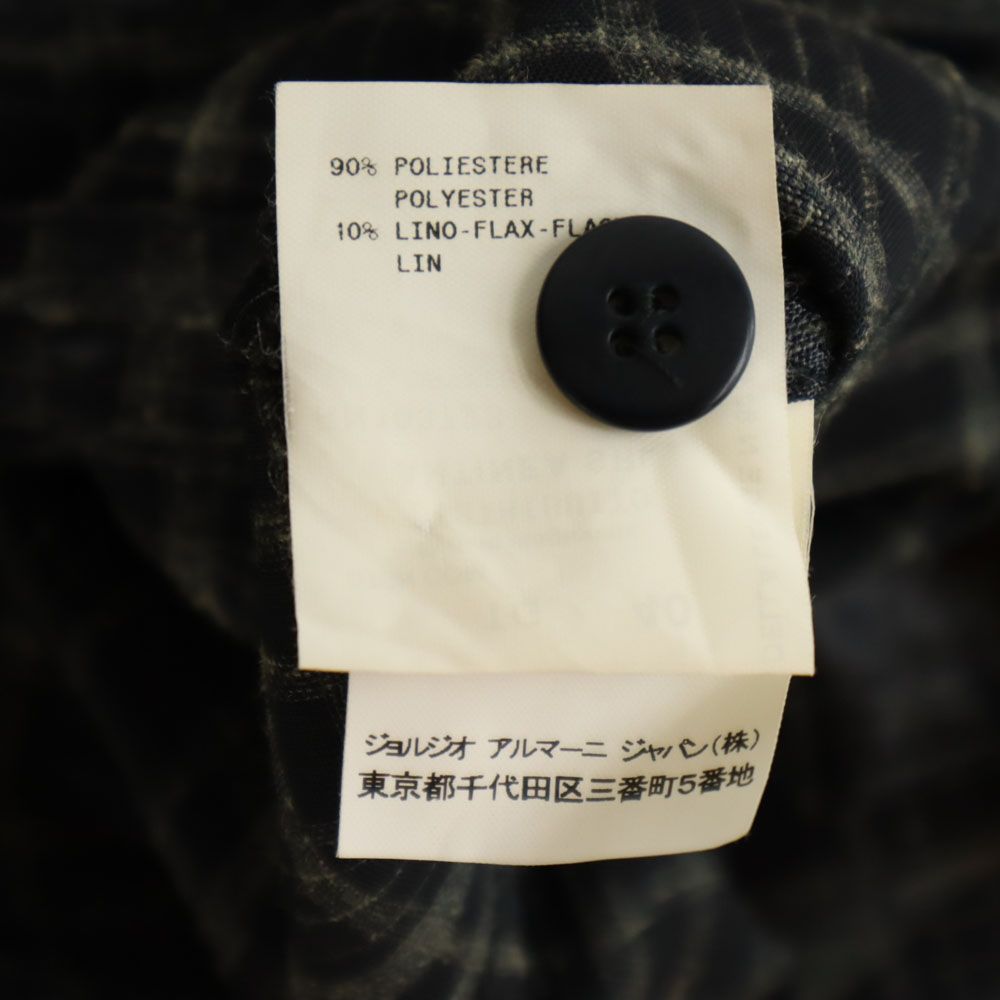 90% POLIESTERE
POLYESTER
10% LINO-FLAX-
LIN
ジョルジオ アルマーニ ジャパン(株)
東京都千代田区三番町5番地